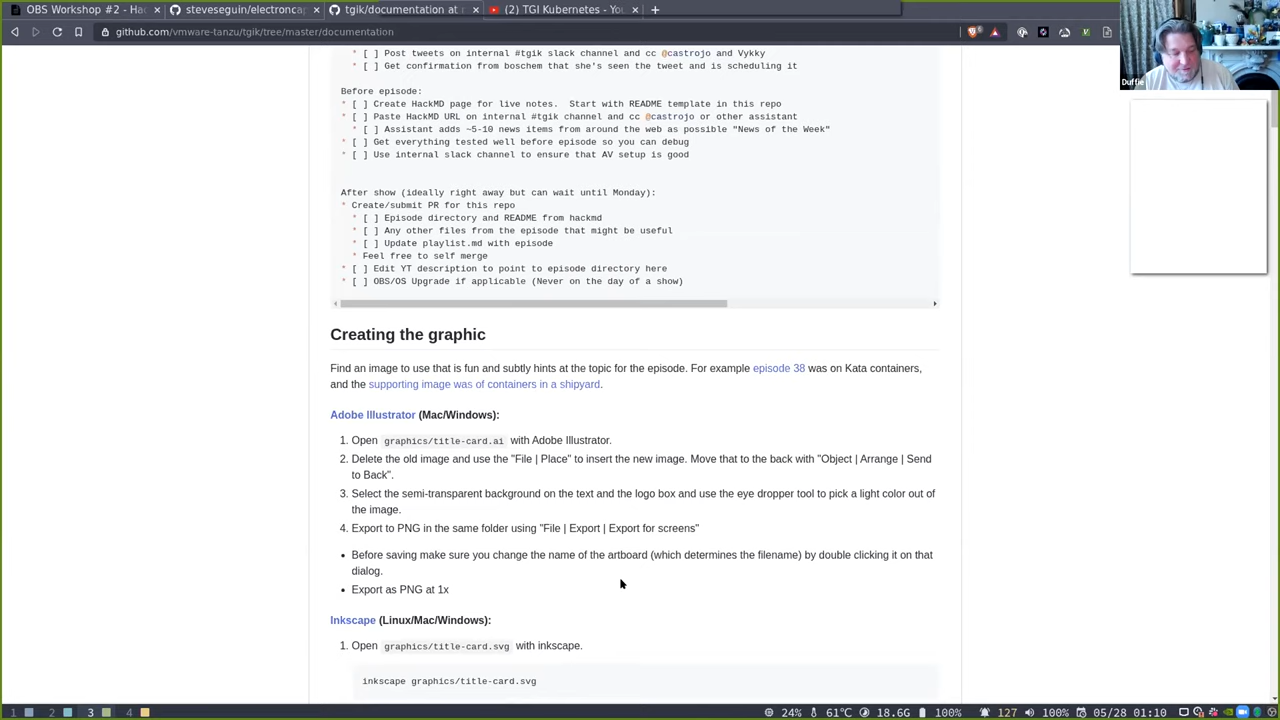 OBS Workshop #2 - Hac
steveseguin/electroncap
tgik/documentation at m
(2) TGI Kubernetes - You
github.com/vmware-tanzu/tgik/tree/master/documentation
Duffie
* [ ] Post tweets on internal #tgik slack channel and cc @castrojo and Vykky
* [ ] Get confirmation from boschem that she's seen the tweet and is scheduling it
Before episode:
* [ ] Create HackMD page for live notes. Start with README template in this repo
* [ ] Paste HackMD URL on internal #tgik channel and cc @castrojo or other assistant
* [ ] Assistant adds ~5-10 news items from around the web as possible "News of the Week"
* [ ] Get everything tested well before episode so you can debug
* [ ] Use internal slack channel to ensure that AV setup is good
After show (ideally right away but can wait until Monday):
* Create/submit PR for this repo
* [ ] Episode directory and README from hackmd
* [ ] Any other files from the episode that might be useful
* [ ] Update playlist.md with episode
* Feel free to self merge
* [ ] Edit YT description to point to episode directory here
* [ ] OBS/OS Upgrade if applicable (Never on the day of a show)
Creating the graphic
Find an image to use that is fun and subtly hints at the topic for the episode. For example episode 38 was on Kata containers,
and the supporting image was of containers in a shipyard.
Adobe Illustrator (Mac/Windows):
1. Open graphics/title-card.ai with Adobe Illustrator.
2. Delete the old image and use the "File | Place" to insert the new image. Move that to the back with "Object | Arrange | Send
to Back".
3. Select the semi-transparent background on the text and the logo box and use the eye dropper tool to pick a light color out of
the image.
4. Export to PNG in the same folder using "File | Export | Export for screens"
• Before saving make sure you change the name of the artboard (which determines the filename) by double clicking it on that
dialog.
• Export as PNG at 1x
Inkscape (Linux/Mac/Windows):
1. Open graphics/title-card.svg with inkscape.
inkscape graphics/title-card.svg
1 2 3 4 24% 61°C 18.6G 100% 127 100% 05/28 01:10